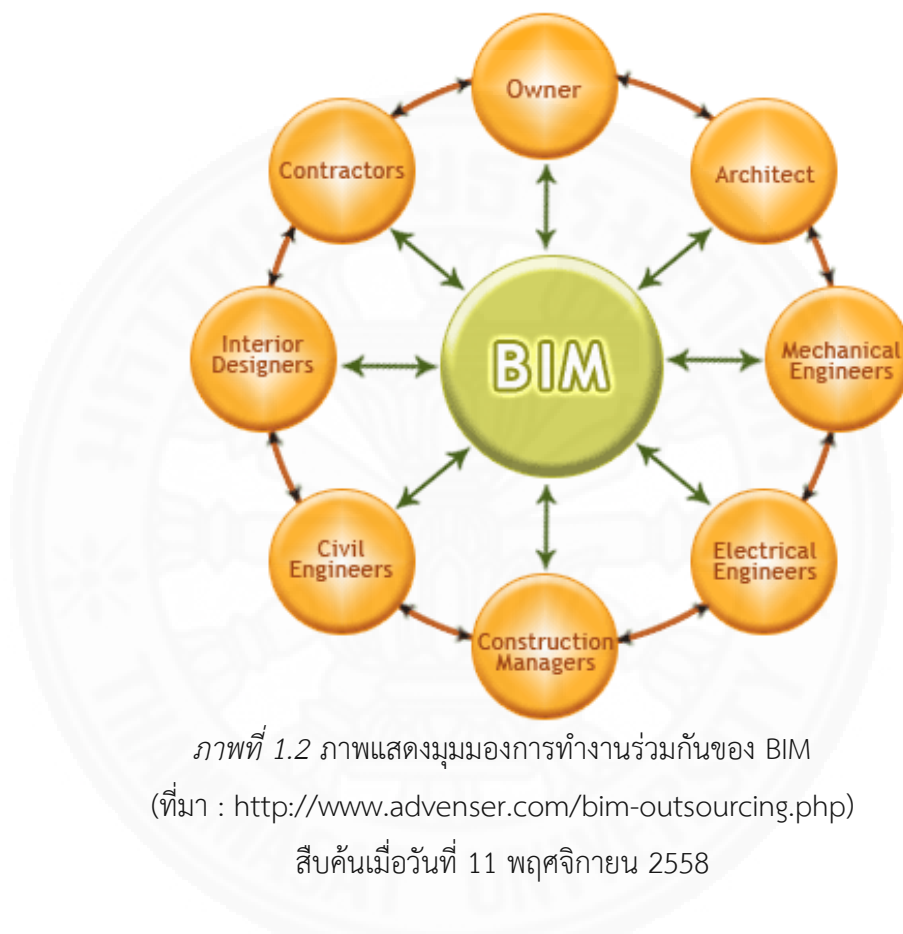 Owner
Architect
Mechanical
Engineers
Electrical
Engineers
Construction
Managers
Civil
Engineers
Interior
Designers
Contractors
BIM
ภาพที่ 1.2 ภาพแสดงมุมมองการทำงานร่วมกันของ BIM
(ที่มา : http://www.advenser.com/bim-outsourcing.php)
สืบค้นเมื่อวันที่ 11 พฤศจิกายน 2558